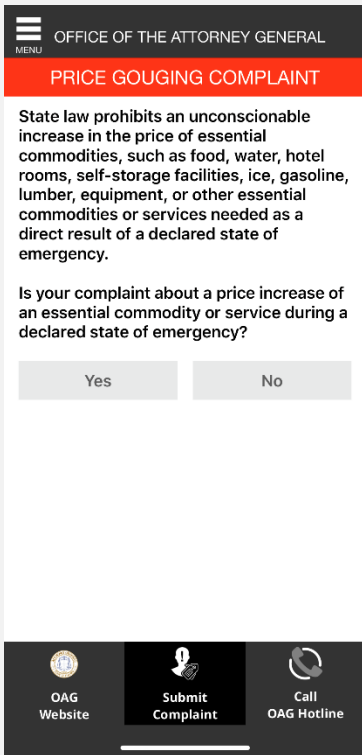 MENU
OFFICE OF THE ATTORNEY GENERAL
PRICE GOUGING COMPLAINT
State law prohibits an unconscionable
increase in the price of essential
commodities, such as food, water, hotel
rooms, self-storage facilities, ice, gasoline,
lumber, equipment, or other essential
commodities or services needed as a
direct result of a declared state of
emergency.
Is your complaint about a price increase of
an essential commodity or service during a
declared state of emergency?
Yes
No
OAG
Website
Submit
Complaint
Call
OAG Hotline